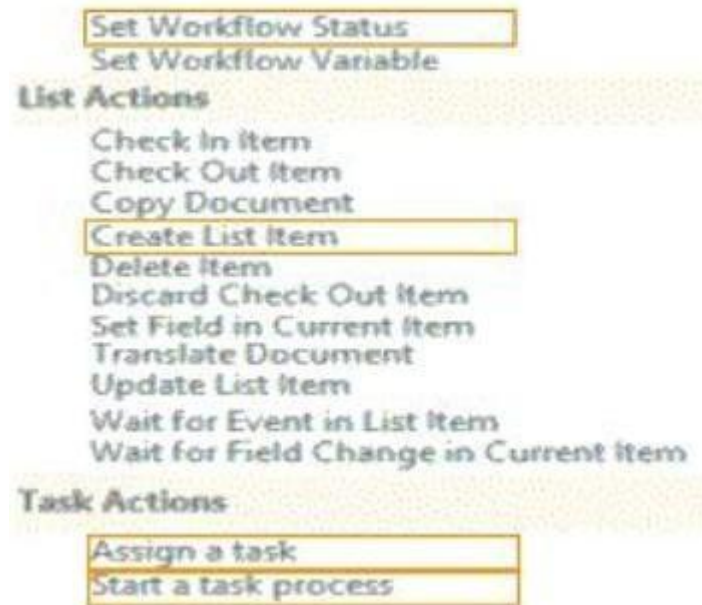 Set Workflow Status
Set Workflow Variable
List Actions
Check In Item
Check Out Item
Copy Document
Create List Item
Delete Item
Discard Check Out Item
Set Field in Current Item
Translate Document
Update List Item
Wait for Event in List Item
Wait for Field Change in Current Item
Task Actions
Assign a task
Start a task process